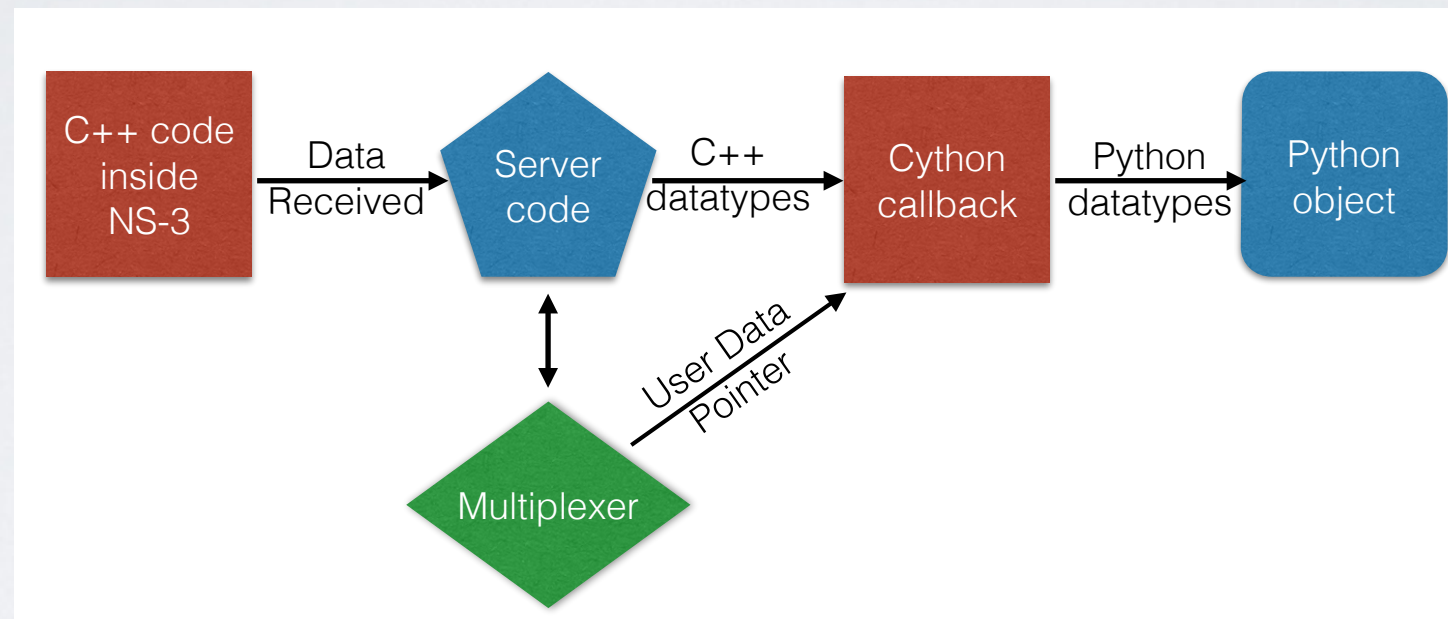 C++ code
inside
NS-3
Data
Received
Server
code
C++
datatypes
Cython
callback
Python
datatypes
Python
object
User Data
Pointer
Multiplexer